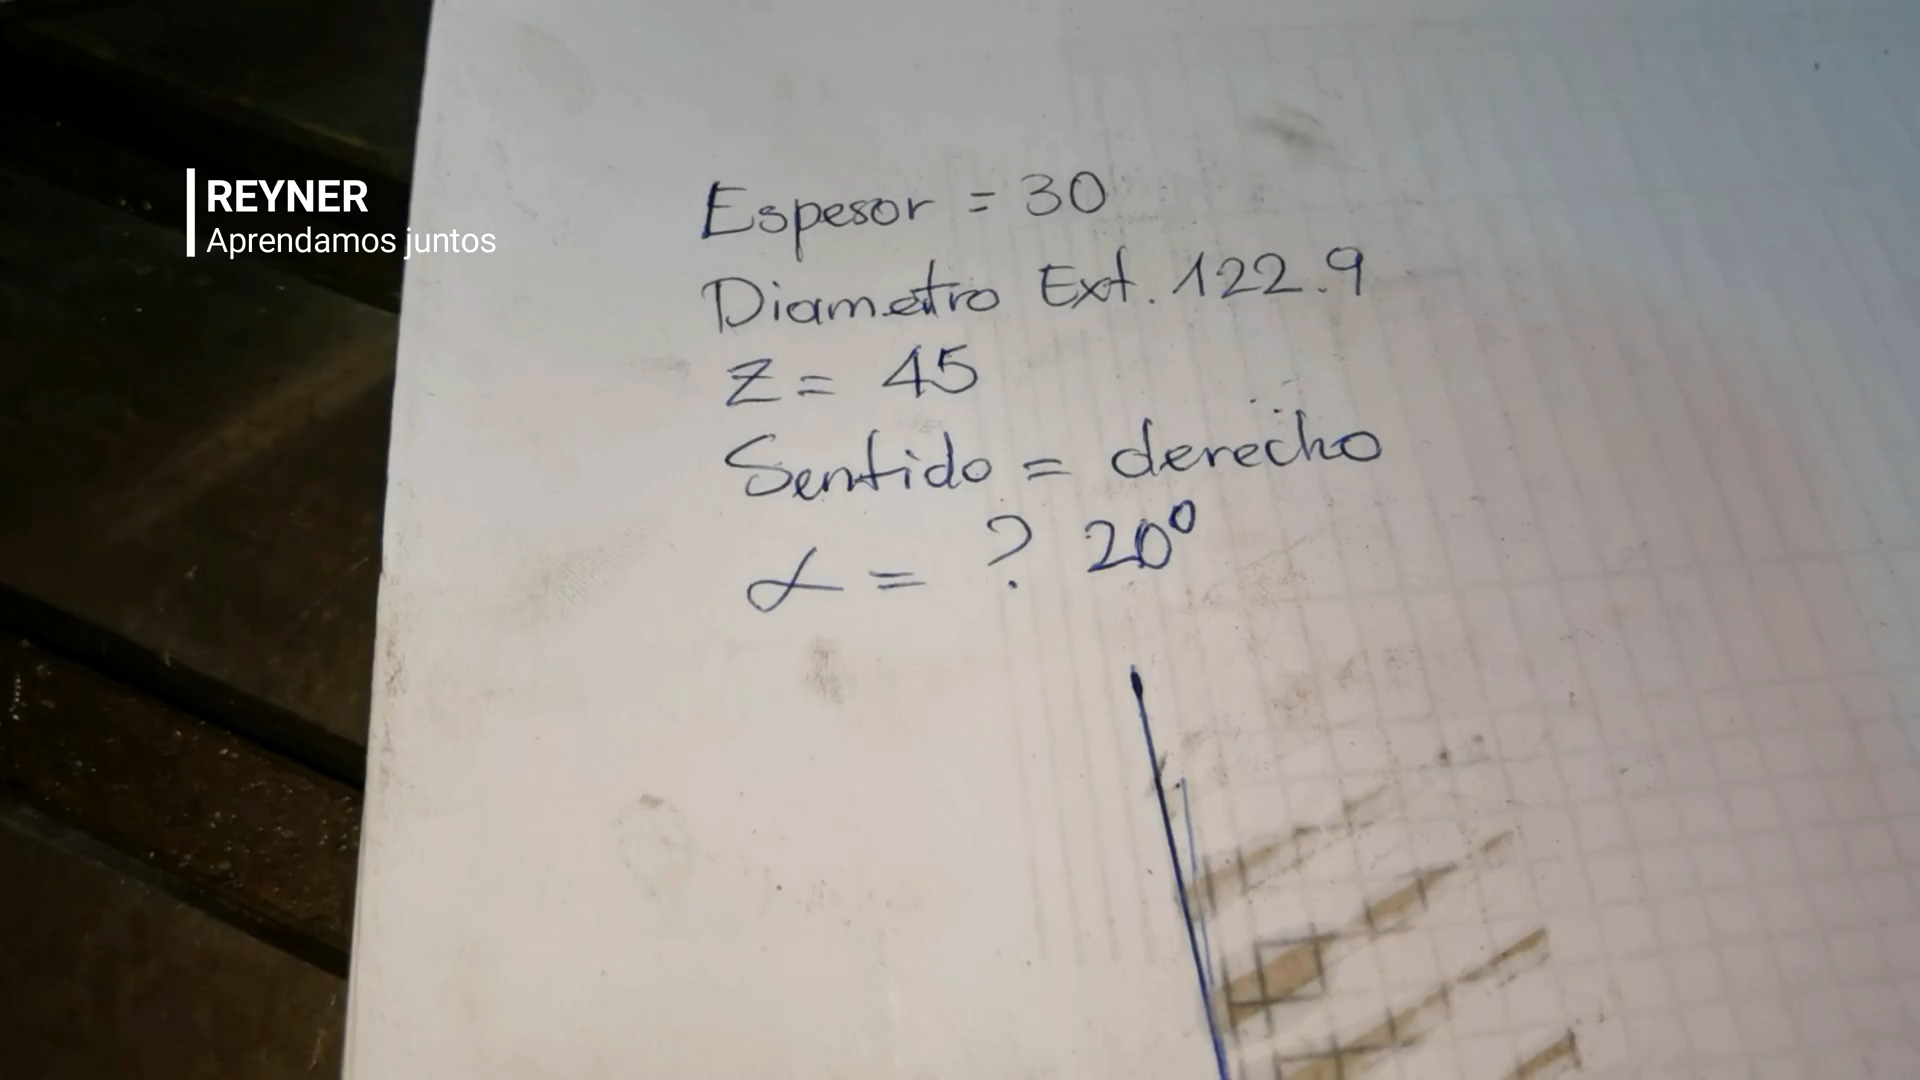 REYNER
Aprendamos juntos
Espesor = 30
Diametro Ext. 122.9
Z = 45
Sentido = derecho
α = ? 20°